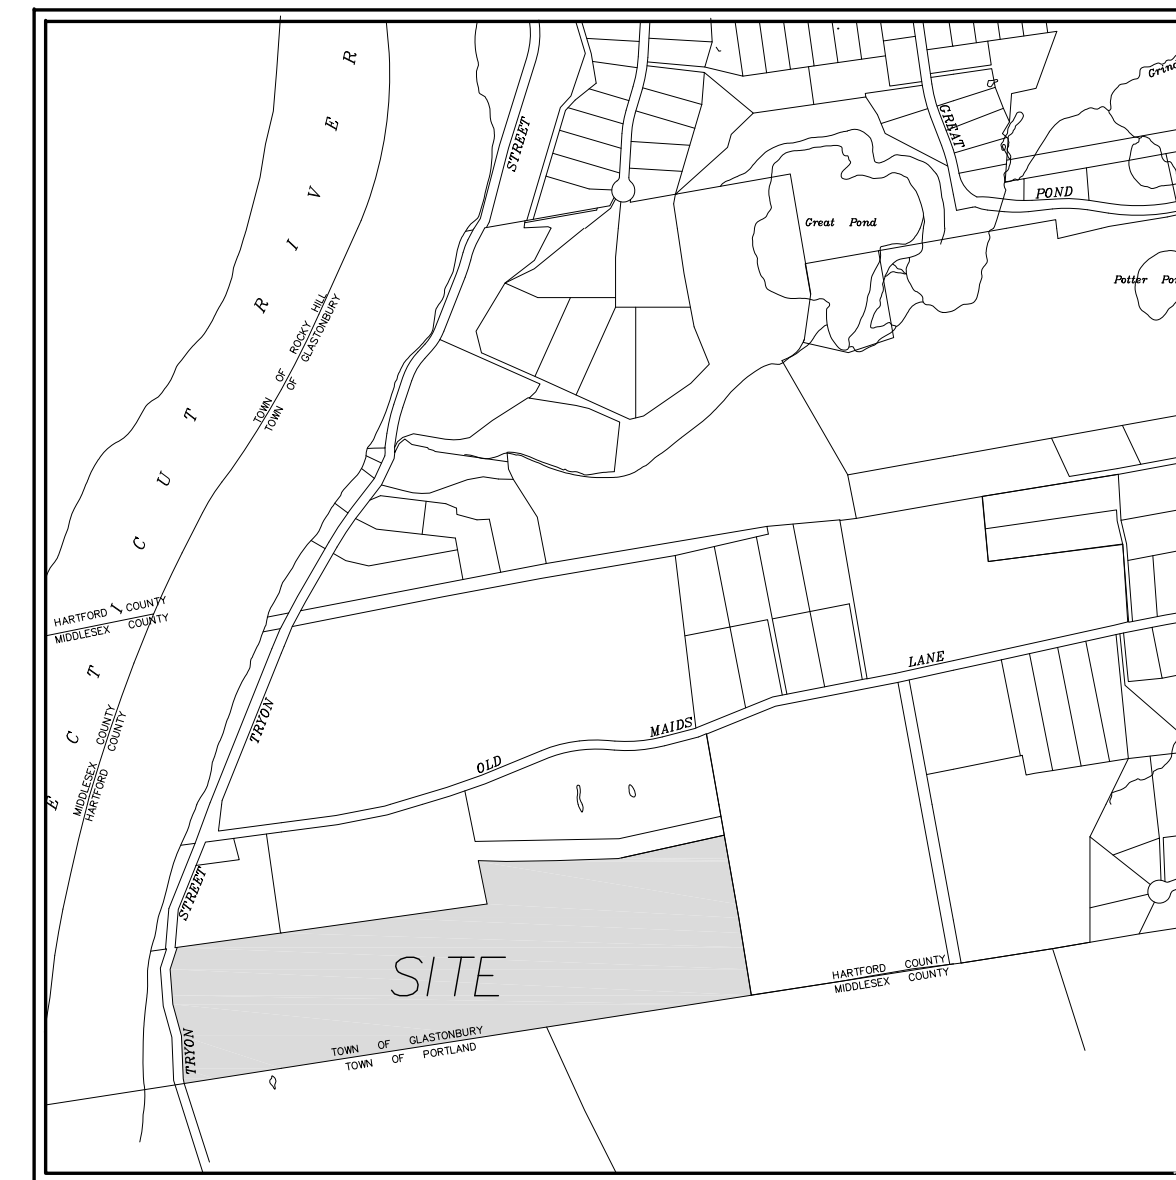 R
E
V
I
R
T
U
C
I
T
C
E
STREET
GREAT
POND
Great Pond
TOWN OF ROCKY HILL
TOWN OF GLASTONBURY
HARTFORD COUNTY
MIDDLESEX COUNTY
MIDDLESEX COUNTY
HARTFORD COUNTY
TRYON
OLD
MAIDS
LANE
STREET
SITE
TRYON
TOWN OF GLASTONBURY
TOWN OF PORTLAND
HARTFORD COUNTY
MIDDLESEX COUNTY
Potter